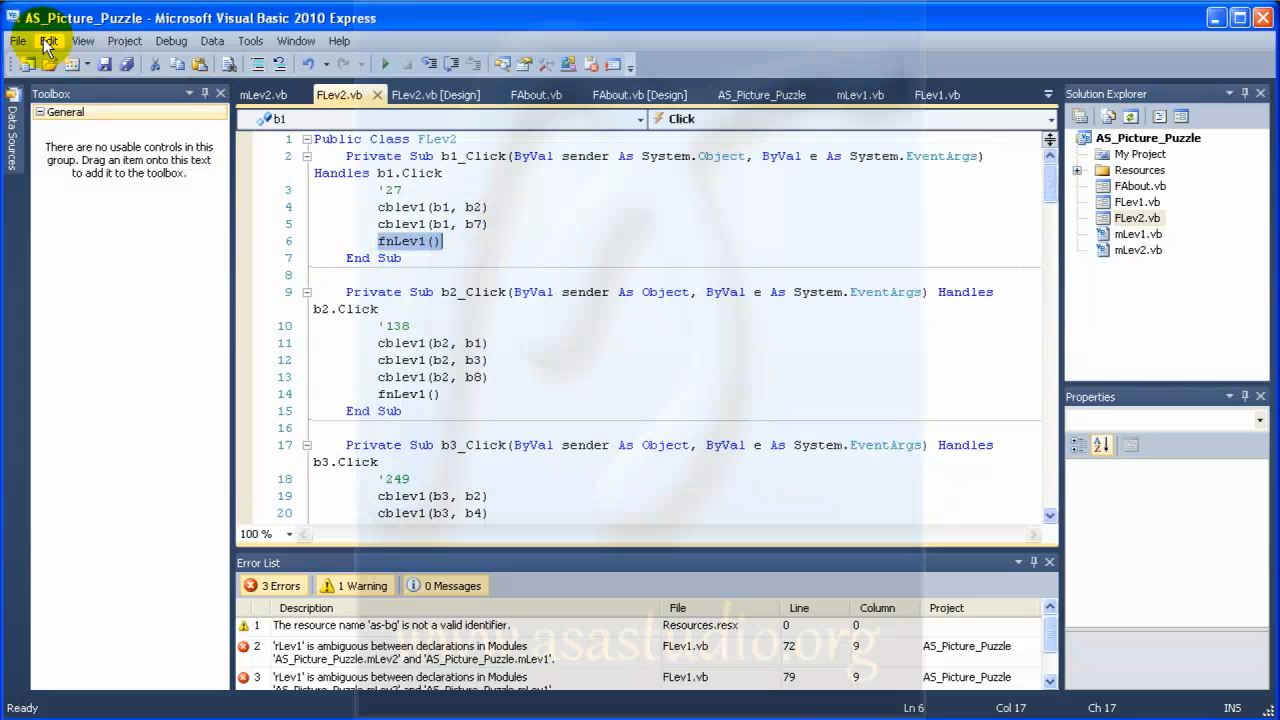 AS_Picture_Puzzle - Microsoft Visual Basic 2010 Express
File Edit View Project Debug Data Tools Window Help
Toolbox
General
There are no usable controls in this
group. Drag an item onto this text
to add it to the toolbox.
Data Sources
mLev2.vb FLev2.vb FLev2.vb [Design] FAbout.vb FAbout.vb [Design] AS_Picture_Puzzle mLev1.vb FLev1.vb
b1 Click
1 Public Class FLev2
2 Private Sub b1_Click(ByVal sender As System.Object, ByVal e As System.EventArgs)
Handles b1.Click
3 '27
4 cblev1(b1, b2)
5 cblev1(b1, b7)
6 fnLev1()
7 End Sub
8
9 Private Sub b2_Click(ByVal sender As Object, ByVal e As System.EventArgs) Handles
b2.Click
10 '138
11 cblev1(b2, b1)
12 cblev1(b2, b3)
13 cblev1(b2, b8)
14 fnLev1()
15 End Sub
16
17 Private Sub b3_Click(ByVal sender As Object, ByVal e As System.EventArgs) Handles
b3.Click
18 '249
19 cblev1(b3, b2)
20 cblev1(b3, b4)
100 %
Solution Explorer
AS_Picture_Puzzle
My Project
Resources
FAbout.vb
FLev1.vb
FLev2.vb
mLev1.vb
mLev2.vb
Properties
Error List
3 Errors 1 Warning 0 Messages
Description File Line Column Project
1 The resource name 'as-bg' is not a valid identifier. Resources.resx 0 0
2 'rLev1' is ambiguous between declarations in Modules FLev1.vb 72 9 AS_Picture_Puzzle
'AS_Picture_Puzzle.mLev2' and 'AS_Picture_Puzzle.mLev1'.
3 'rLev1' is ambiguous between declarations in Modules FLev1.vb 79 9 AS_Picture_Puzzle
'AS_Picture_Puzzle.mLev2' and 'AS_Picture_Puzzle.mLev1'.
www.asastudio.org
Ready Ln 6 Col 17 Ch 17 INS